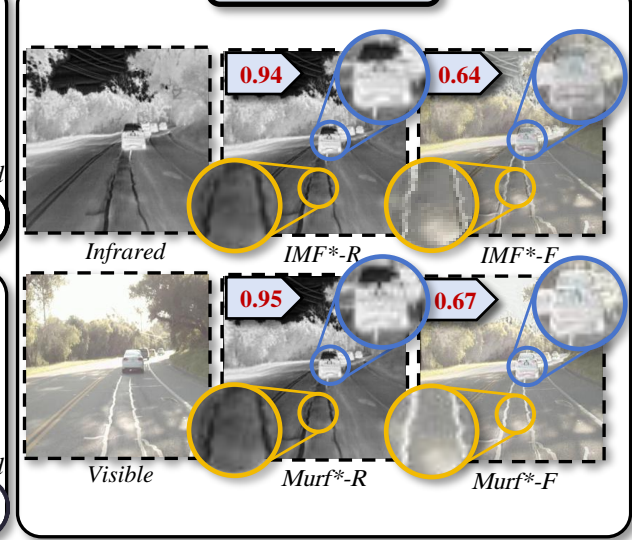 0.94
0.64
Infrared
IMF*-R
IMF*-F
0.95
0.67
Visible
Murf*-R
Murf*-F